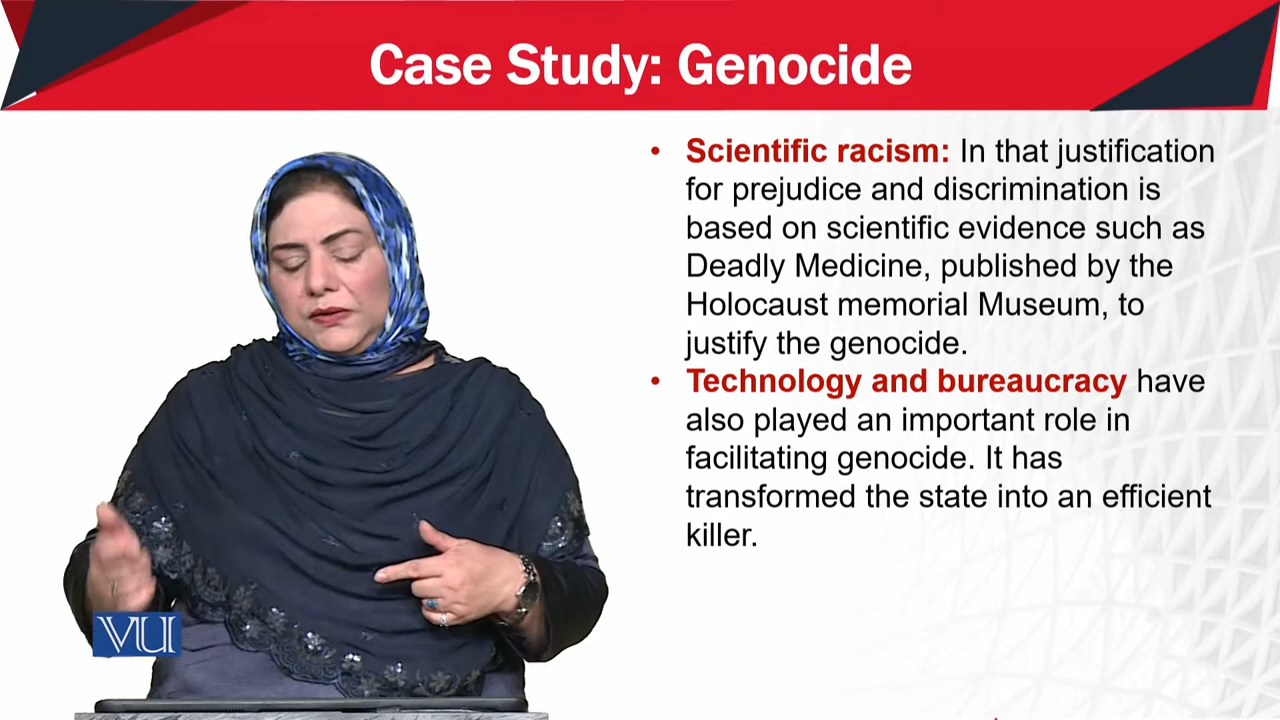 Case Study: Genocide
• Scientific racism: In that justification
for prejudice and discrimination is
based on scientific evidence such as
Deadly Medicine, published by the
Holocaust memorial Museum, to
justify the genocide.
• Technology and bureaucracy have
also played an important role in
facilitating genocide. It has
transformed the state into an efficient
killer.
VU